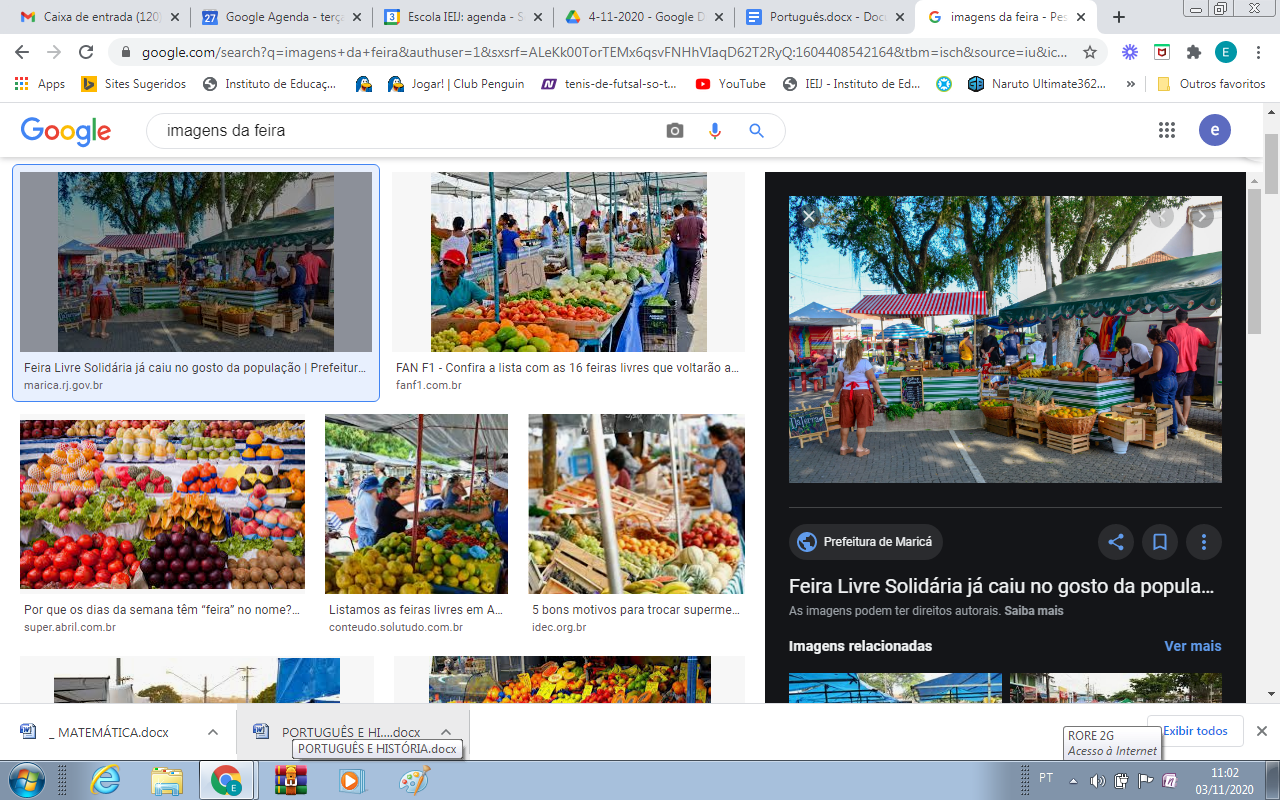 Caixa de entrada (120)
Google Agenda - terça
Escola IEIJ: agenda - S
4-11-2020 - Google D
Português.docx - Docu
imagens da feira - Pes
google.com/search?q=imagens+da+feira&authuser=1&sxsrf=ALeKk00TorTEMx6qsvFNHhVIaqD62T2RyQ:1604408542164&tbm=isch&source=iu&ic...
E
Apps
Sites Sugeridos
Instituto de Educaç...
Jogar! | Club Penguin
tenis-de-futsal-so-t...
YouTube
IEIJ - Instituto de Ed...
Naruto Ultimate362...
»
Outros favoritos
Google
imagens da feira
e
Feira Livre Solidária já caiu no gosto da população | Prefeitur...
marica.rj.gov.br
150
FAN F1 - Confira a lista com as 16 feiras livres que voltarão a...
fanf1.com.br
Por que os dias da semana têm “feira” no nome?...
super.abril.com.br
Listamos as feiras livres em A...
conteudo.solutudo.com.br
5 bons motivos para trocar superme...
idec.org.br
Prefeitura de Maricá
Feira Livre Solidária já caiu no gosto da popula...
As imagens podem ter direitos autorais. Saiba mais
Imagens relacionadas
Ver mais
_ MATEMÁTICA.docx
PORTUGUÊS E HI....docx
PORTUGUÊS E HISTÓRIA.docx
RORE 2G
Acesso à Internet
Exibir todos
PT
11:02
03/11/2020